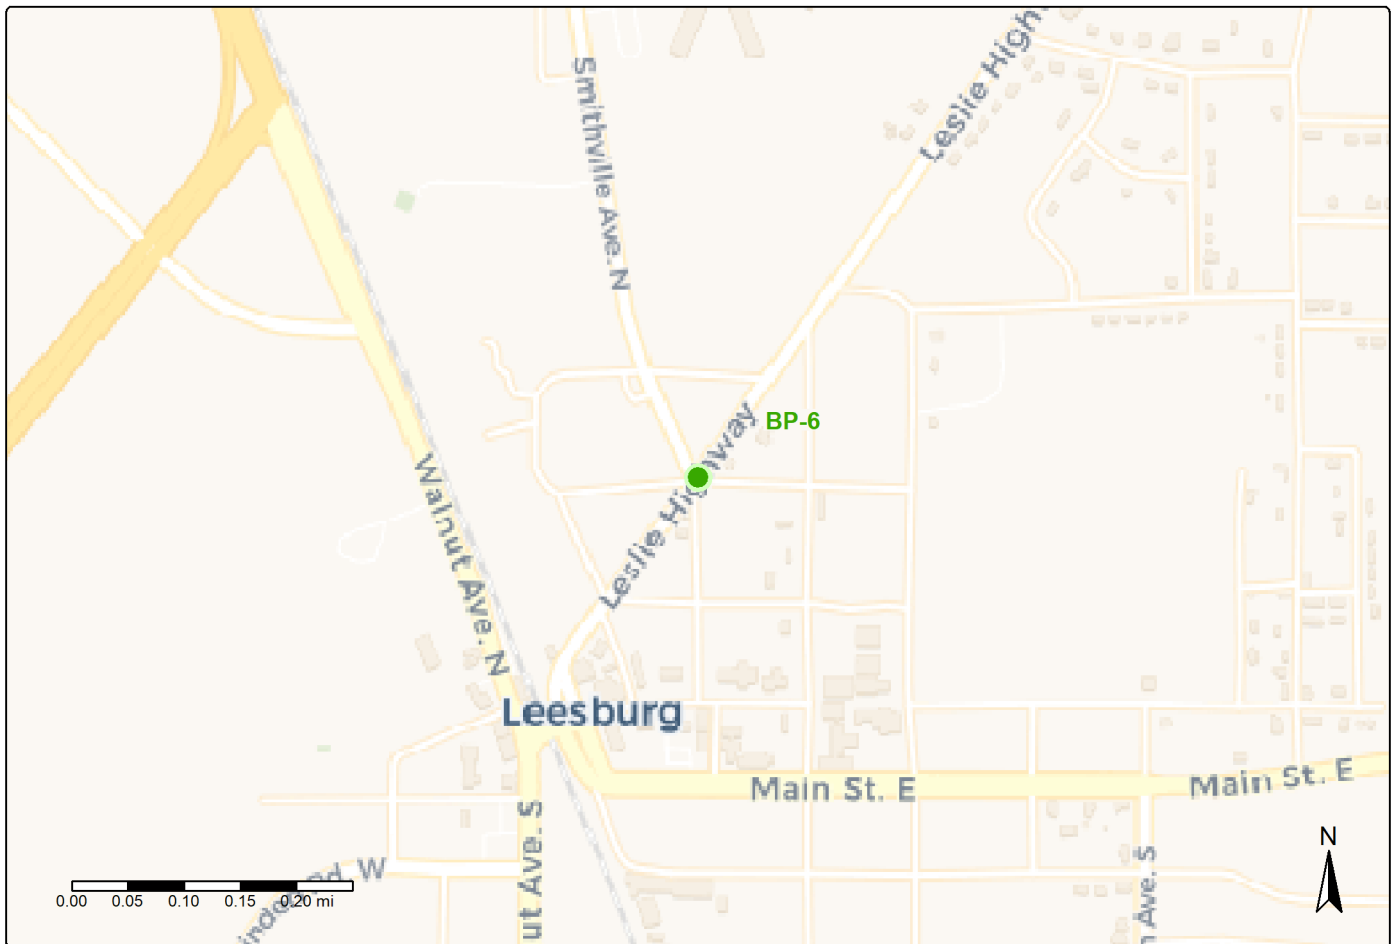 Leslie High
Smithville Ave. N
BP-6
Leslie Highway
Walnut Ave. N
Leesburg
Main St. E
Main St. E
ut Ave. S
Ave. S
Rd. W
N
0.00 0.05 0.10 0.15 0.20 mi